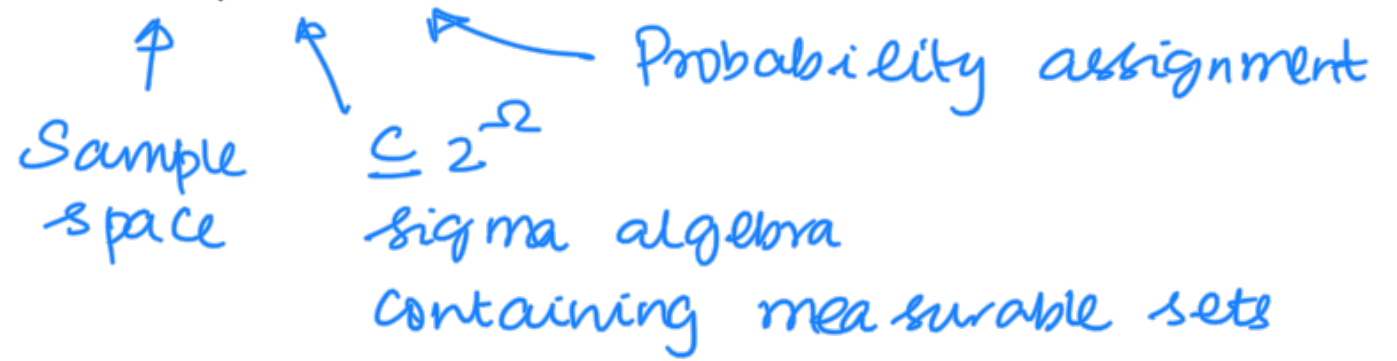 Probability assignment
Sample ⊆ 2^Ω
space sigma algebra
containing measurable sets